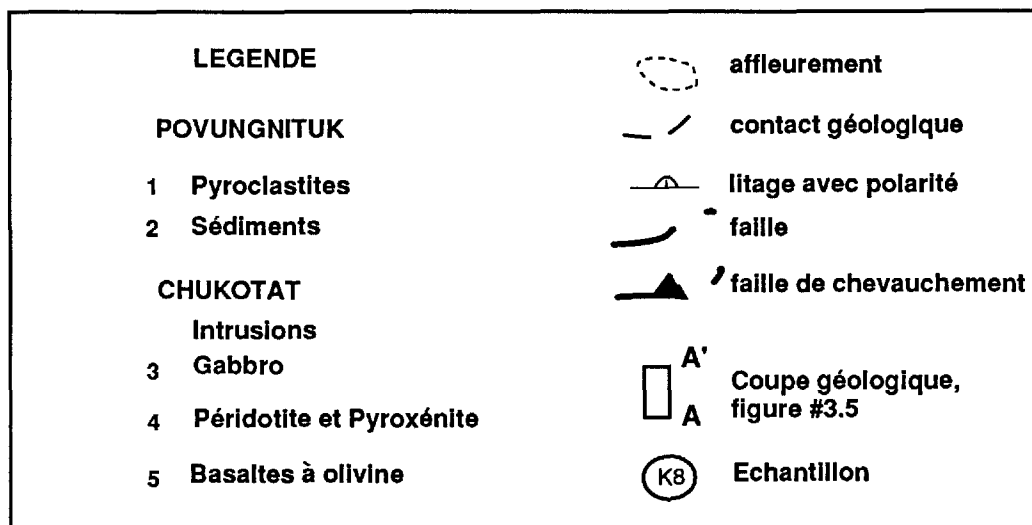 LEGENDE
POVUNGNITUK
1 Pyroclastites
2 Sédiments
CHUKOTAT
Intrusions
3 Gabbro
4 Péridotite et Pyroxénite
5 Basaltes à olivine
affleurement
contact géologique
litage avec polarité
faille
faille de chevauchement
A'
A
Coupe géologique,
figure #3.5
K8 Echantillon